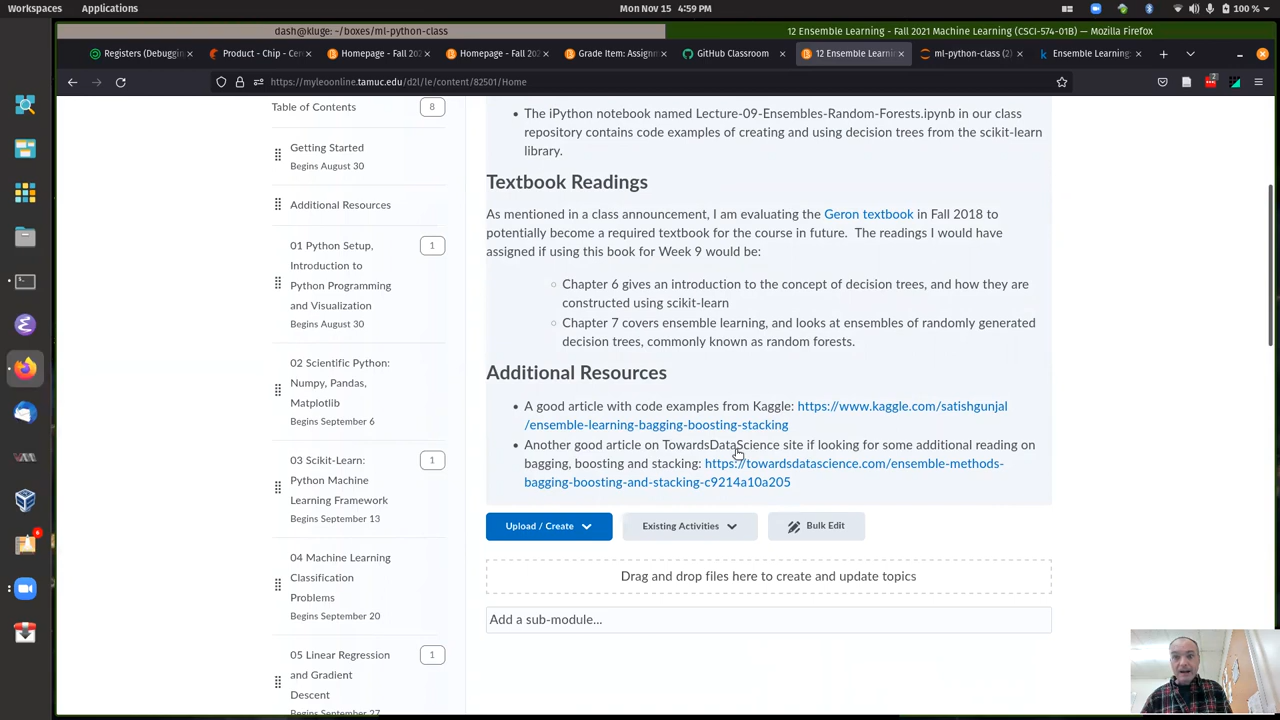 Workspaces Applications Mon Nov 15 4:59 PM 100 %
dash@kluge: ~/boxes/ml-python-class 12 Ensemble Learning - Fall 2021 Machine Learning (CSCI-574-01B) — Mozilla Firefox
Registers (Debuggin Product - Chip - Cer Homepage - Fall 202 Homepage - Fall 202 Grade Item: Assignm GitHub Classroom 12 Ensemble Learnin ml-python-class (2) Ensemble Learning:
https://myleoonline.tamuc.edu/d2l/le/content/82501/Home
Table of Contents 8
Getting Started
Begins August 30
Additional Resources
01 Python Setup, 1
Introduction to
Python Programming
and Visualization
Begins August 30
02 Scientific Python:
Numpy, Pandas,
Matplotlib
Begins September 6
03 Scikit-Learn: 1
Python Machine
Learning Framework
Begins September 13
04 Machine Learning
Classification
Problems
Begins September 20
05 Linear Regression 1
and Gradient
Descent
Begins September 27
The iPython notebook named Lecture-09-Ensembles-Random-Forests.ipynb in our class
repository contains code examples of creating and using decision trees from the scikit-learn
library.
Textbook Readings
As mentioned in a class announcement, I am evaluating the Geron textbook in Fall 2018 to
potentially become a required textbook for the course in future. The readings I would have
assigned if using this book for Week 9 would be:
Chapter 6 gives an introduction to the concept of decision trees, and how they are
constructed using scikit-learn
Chapter 7 covers ensemble learning, and looks at ensembles of randomly generated
decision trees, commonly known as random forests.
Additional Resources
A good article with code examples from Kaggle: https://www.kaggle.com/satishgunjal
/ensemble-learning-bagging-boosting-stacking
Another good article on TowardsDataScience site if looking for some additional reading on
bagging, boosting and stacking: https://towardsdatascience.com/ensemble-methods-
bagging-boosting-and-stacking-c9214a10a205
Upload / Create Existing Activities Bulk Edit
Drag and drop files here to create and update topics
Add a sub-module...